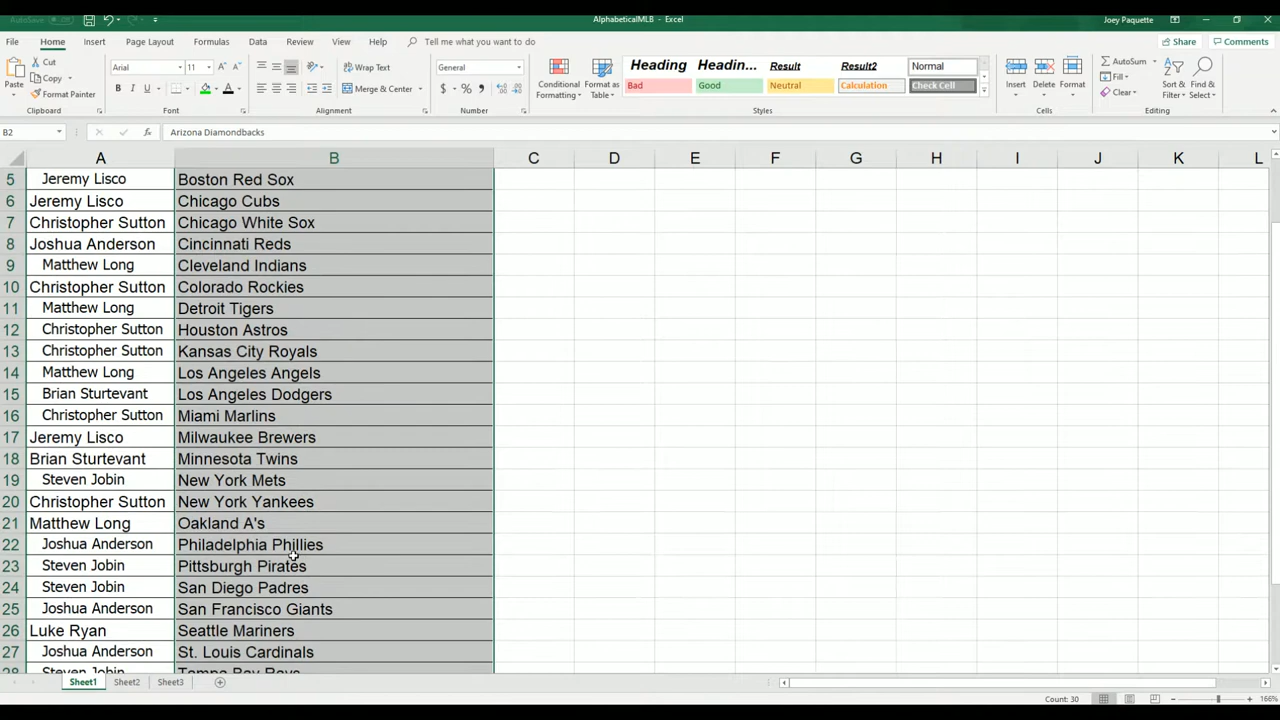 AutoSave AlphabeticalMLB - Excel Joey Paquette
File Home Insert Page Layout Formulas Data Review View Help Tell me what you want to do Share Comments
Paste Cut Copy Format Painter Clipboard
Arial 11 A A B I U A Font
Wrap Text Merge & Center Alignment
General $ % , Number
Conditional Formatting Format as Table
Heading Headin... Result Result2 Normal
Bad Good Neutral Calculation Check Cell
Styles
Insert Delete Format Cells
AutoSum Fill Clear Sort & Filter Find & Select Editing
B2 fx Arizona Diamondbacks
A B C D E F G H I J K L
5 Jeremy Lisco Boston Red Sox
6 Jeremy Lisco Chicago Cubs
7 Christopher Sutton Chicago White Sox
8 Joshua Anderson Cincinnati Reds
9 Matthew Long Cleveland Indians
10 Christopher Sutton Colorado Rockies
11 Matthew Long Detroit Tigers
12 Christopher Sutton Houston Astros
13 Christopher Sutton Kansas City Royals
14 Matthew Long Los Angeles Angels
15 Brian Sturtevant Los Angeles Dodgers
16 Christopher Sutton Miami Marlins
17 Jeremy Lisco Milwaukee Brewers
18 Brian Sturtevant Minnesota Twins
19 Steven Jobin New York Mets
20 Christopher Sutton New York Yankees
21 Matthew Long Oakland A's
22 Joshua Anderson Philadelphia Phillies
23 Steven Jobin Pittsburgh Pirates
24 Steven Jobin San Diego Padres
25 Joshua Anderson San Francisco Giants
26 Luke Ryan Seattle Mariners
27 Joshua Anderson St. Louis Cardinals
28 Steven Jobin Tampa Bay Rays
Sheet1 Sheet2 Sheet3
Count: 30 166%